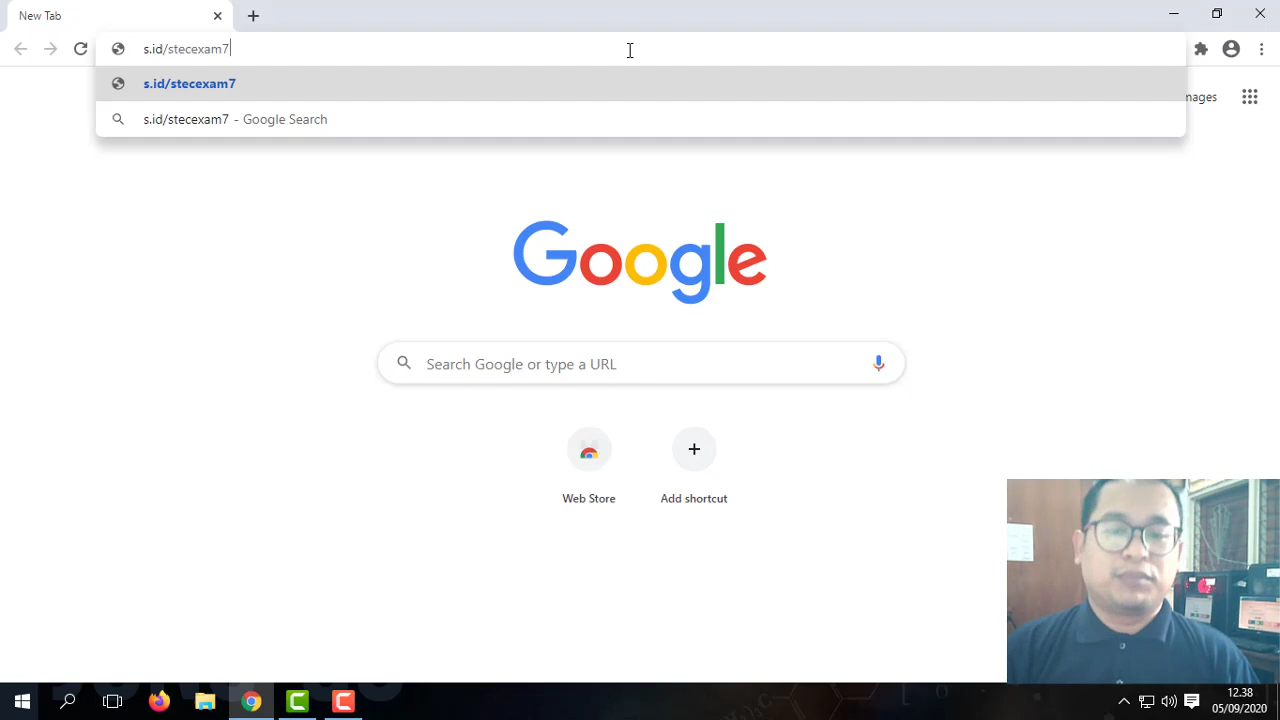 New Tab
s.id/stecexam7
s.id/stecexam7
s.id/stecexam7 - Google Search
mages
Google
Search Google or type a URL
Web Store
Add shortcut
12.38
05/09/2020